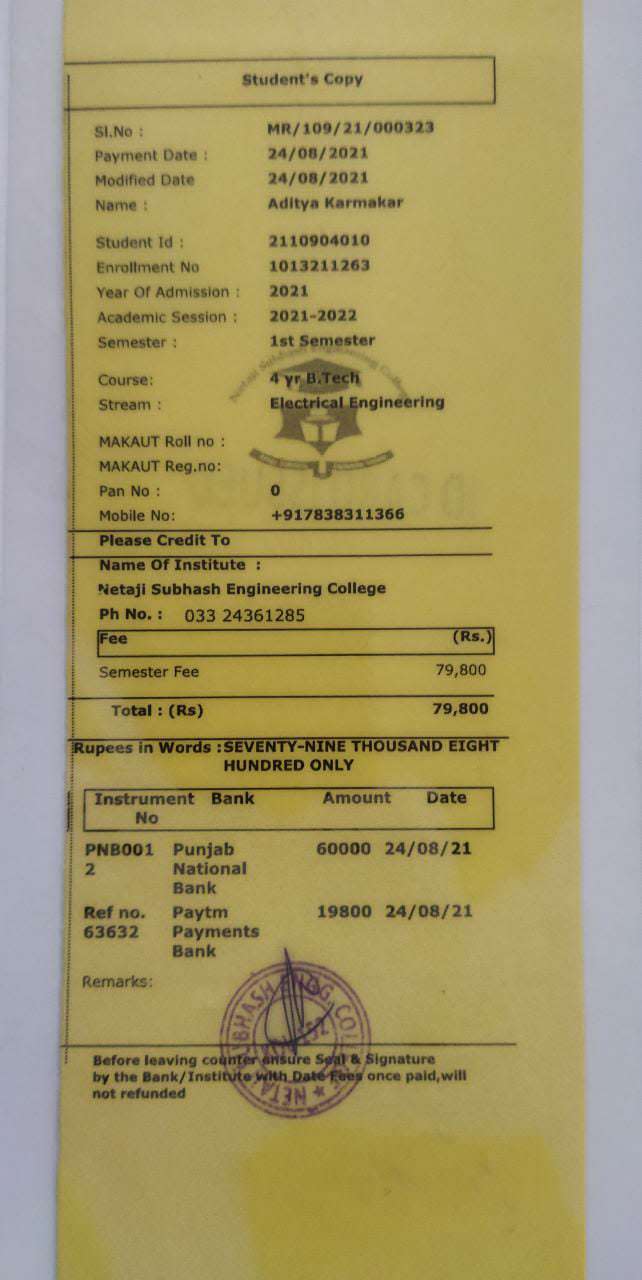 Student's Copy
Sl.No : MR/109/21/000323
Payment Date : 24/08/2021
Modified Date 24/08/2021
Name : Aditya Karmakar
Student Id : 2110904010
Enrollment No 1013211263
Year Of Admission : 2021
Academic Session : 2021-2022
Semester : 1st Semester
Course: 4 yr B.Tech
Stream : Electrical Engineering
MAKAUT Roll no :
MAKAUT Reg.no:
Pan No : 0
Mobile No: +917838311366
Please Credit To
Name Of Institute :
Netaji Subhash Engineering College
Ph No. : 033 24361285
Fee (Rs.)
Semester Fee 79,800
Total : (Rs) 79,800
Rupees in Words : SEVENTY-NINE THOUSAND EIGHT
HUNDRED ONLY
Instrument Bank Amount Date
No
PNB001 Punjab 60000 24/08/21
2 National
Bank
Ref no. Paytm 19800 24/08/21
63632 Payments
Bank
Remarks:
Before leaving counter ensure Seal & Signature
by the Bank/Institute with Date Fees once paid,will
not refunded